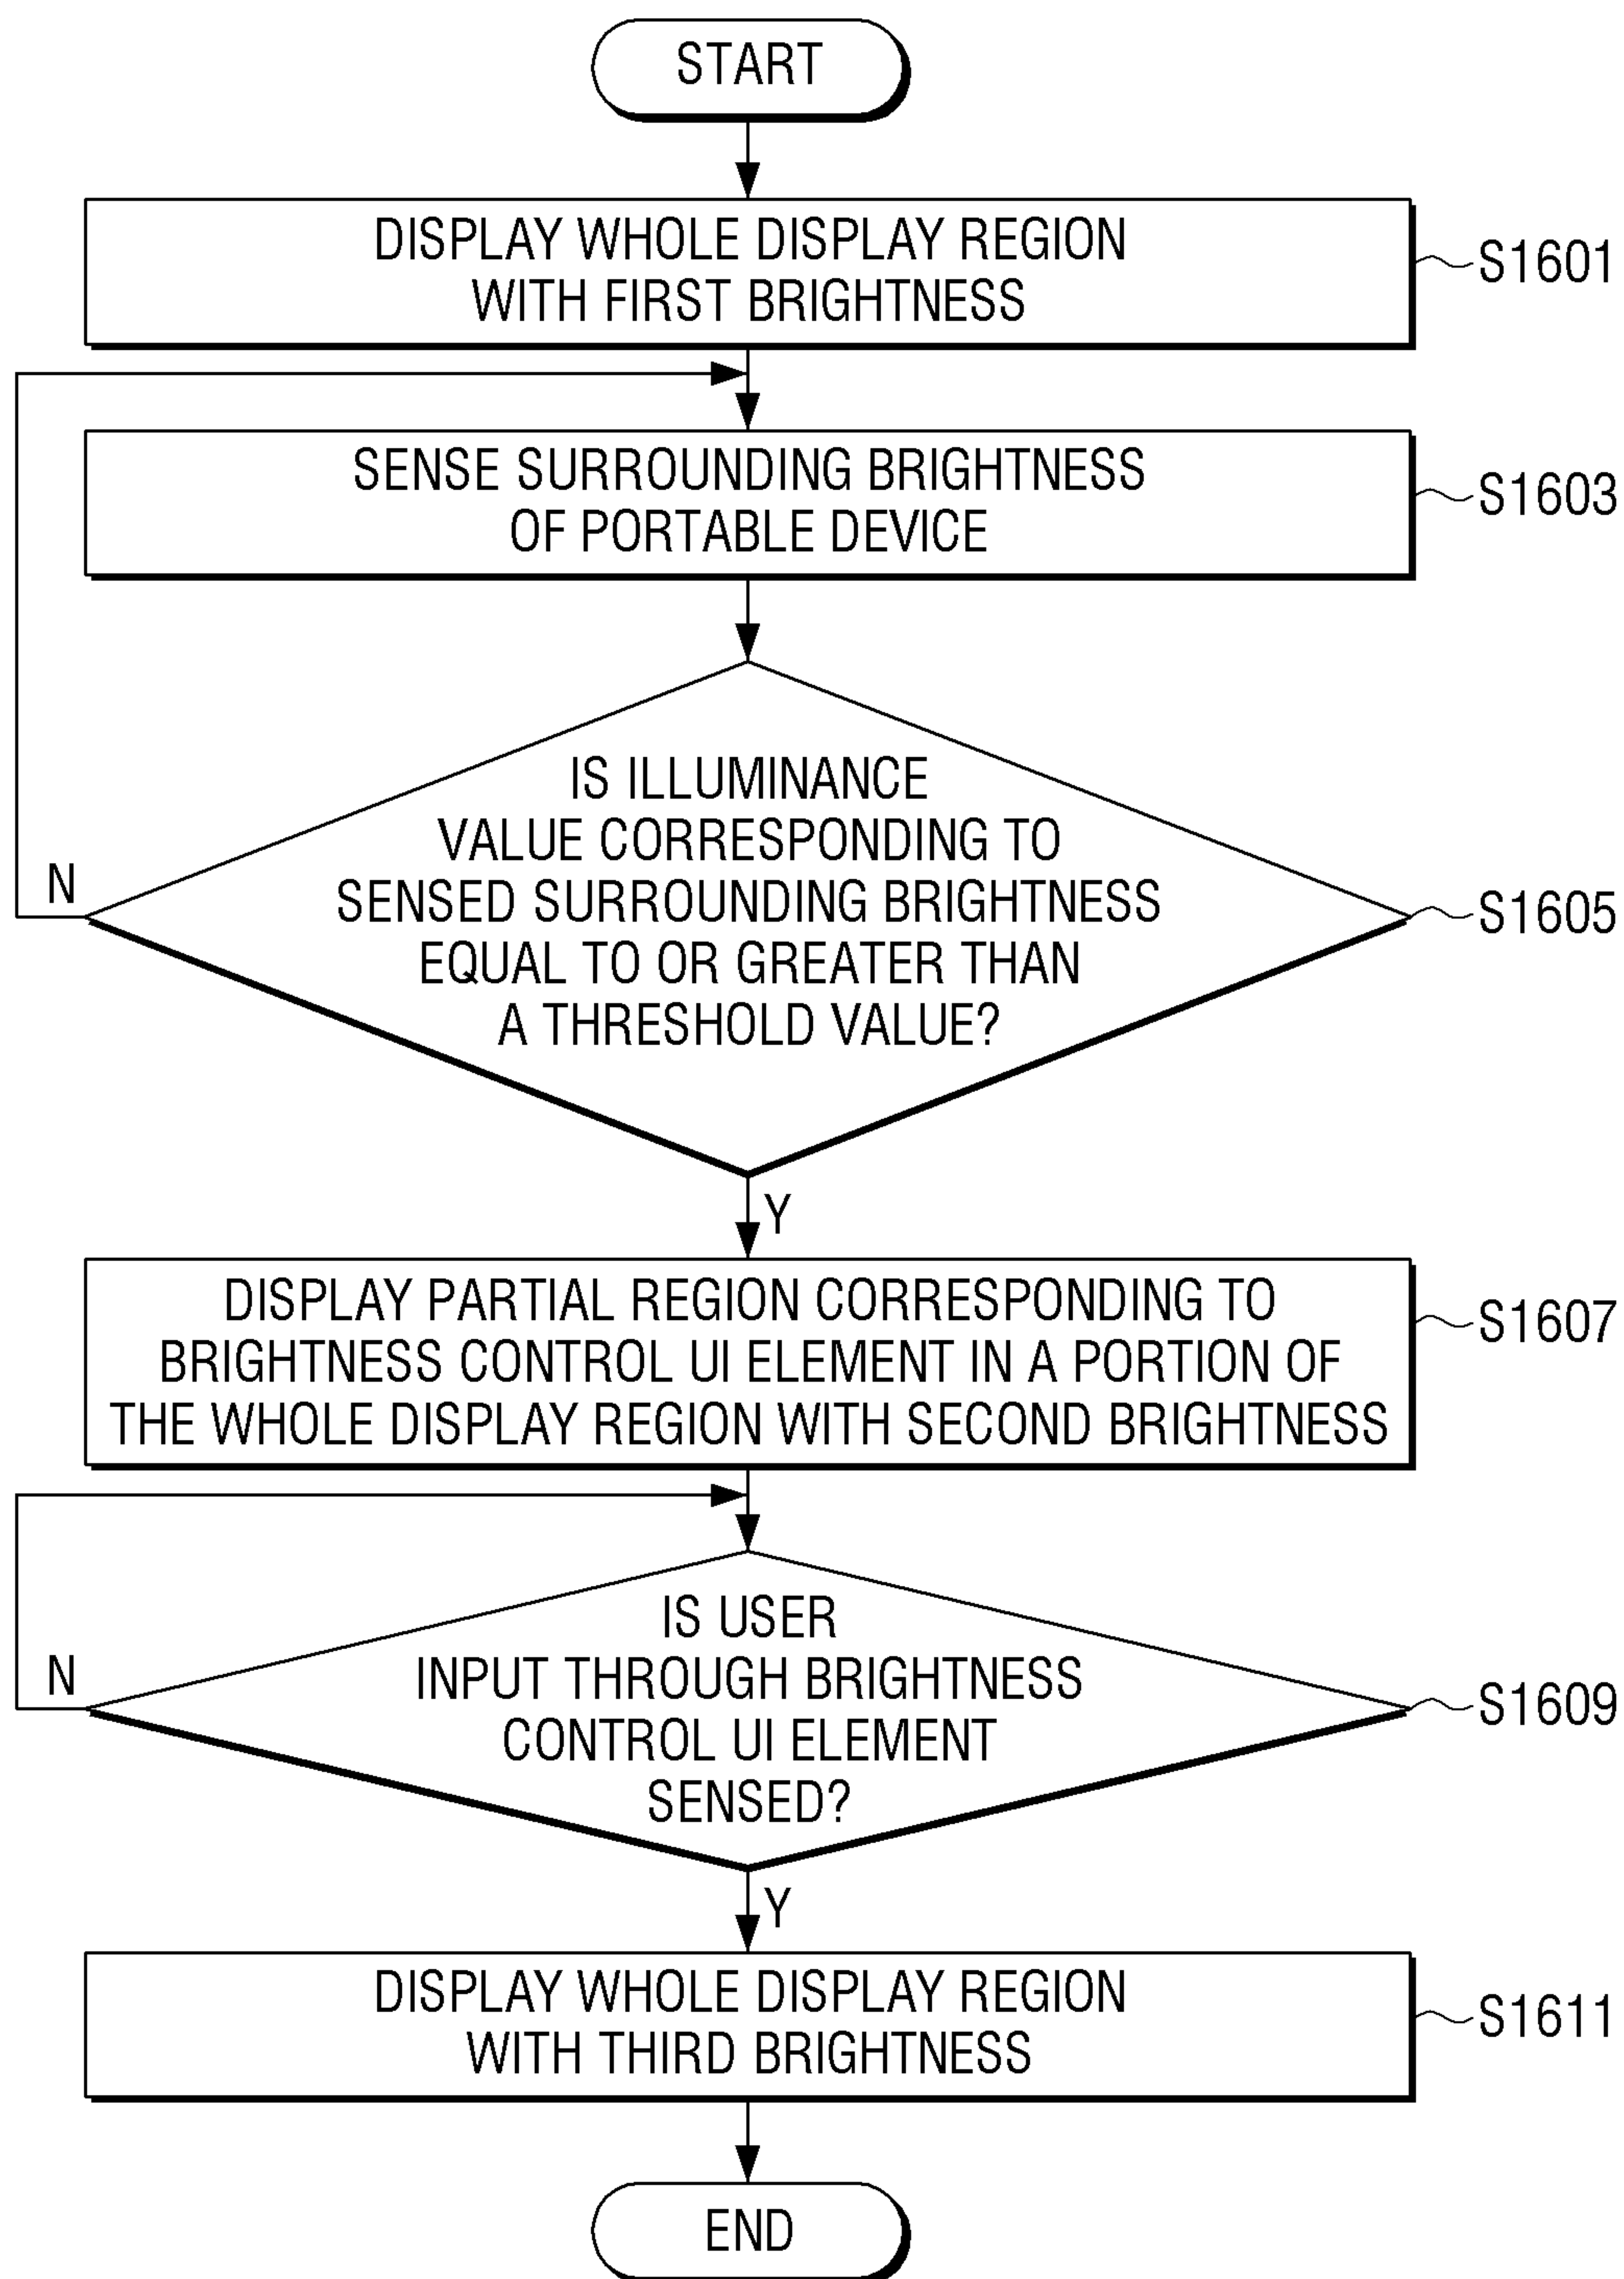 START
DISPLAY WHOLE DISPLAY REGION
WITH FIRST BRIGHTNESS
S1601
SENSE SURROUNDING BRIGHTNESS
OF PORTABLE DEVICE
S1603
IS ILLUMINANCE
VALUE CORRESPONDING TO
SENSED SURROUNDING BRIGHTNESS
EQUAL TO OR GREATER THAN
A THRESHOLD VALUE?
N
S1605
Y
DISPLAY PARTIAL REGION CORRESPONDING TO
BRIGHTNESS CONTROL UI ELEMENT IN A PORTION OF
THE WHOLE DISPLAY REGION WITH SECOND BRIGHTNESS
S1607
IS USER
INPUT THROUGH BRIGHTNESS
CONTROL UI ELEMENT
SENSED?
N
S1609
Y
DISPLAY WHOLE DISPLAY REGION
WITH THIRD BRIGHTNESS
S1611
END